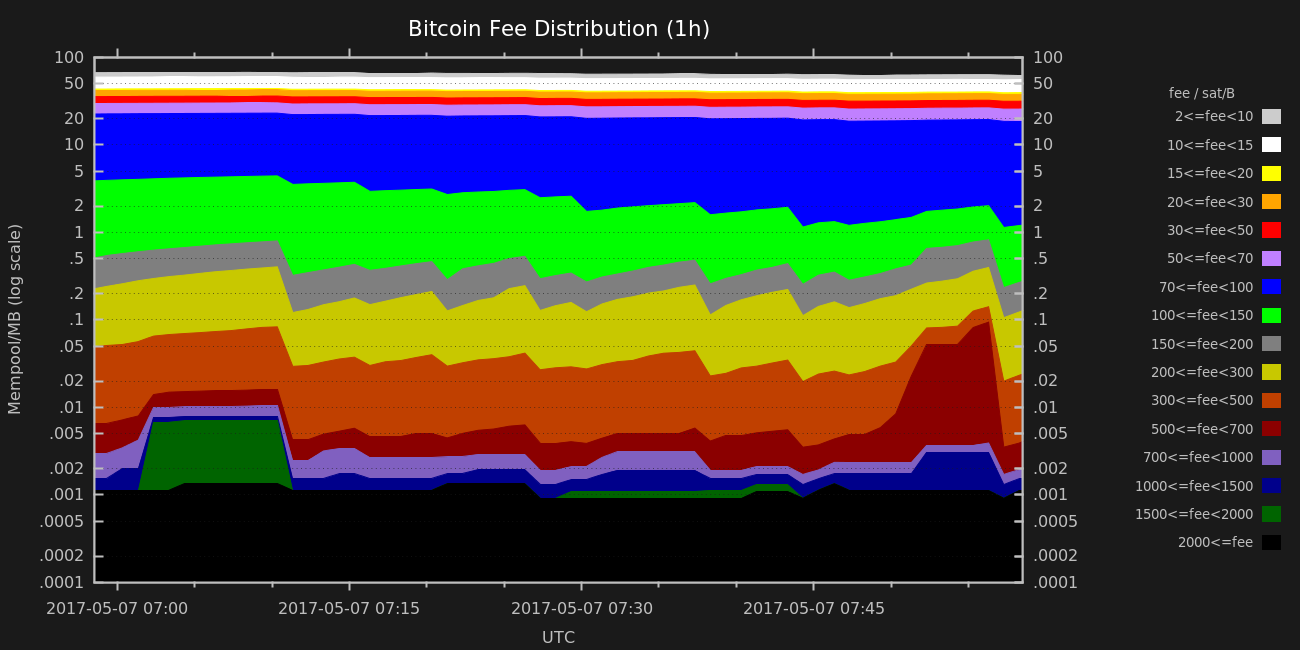 Bitcoin Fee Distribution (1h)
Mempool/MB (log scale)
100
50
20
10
5
2
1
.5
.2
.1
.05
.02
.01
.005
.002
.001
.0005
.0002
.0001
100
50
20
10
5
2
1
.5
.2
.1
.05
.02
.01
.005
.002
.001
.0005
.0002
.0001
2017-05-07 07:00 2017-05-07 07:15 2017-05-07 07:30 2017-05-07 07:45
UTC
fee / sat/B
2<=fee<10
10<=fee<15
15<=fee<20
20<=fee<30
30<=fee<50
50<=fee<70
70<=fee<100
100<=fee<150
150<=fee<200
200<=fee<300
300<=fee<500
500<=fee<700
700<=fee<1000
1000<=fee<1500
1500<=fee<2000
2000<=fee